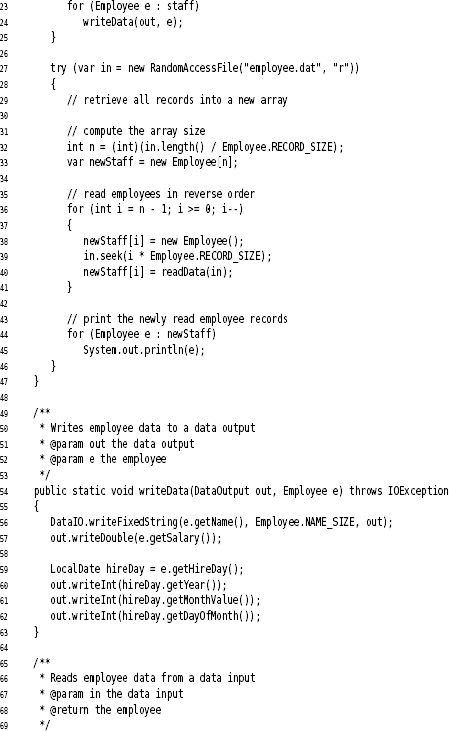 23         for (Employee e : staff)
24            writeData(out, e);
25      }
26
27      try (var in = new RandomAccessFile("employee.dat", "r"))
28      {
29         // retrieve all records into a new array
30
31         // compute the array size
32         int n = (int)(in.length() / Employee.RECORD_SIZE);
33         var newStaff = new Employee[n];
34
35         // read employees in reverse order
36         for (int i = n - 1; i >= 0; i--)
37         {
38            newStaff[i] = new Employee();
39            in.seek(i * Employee.RECORD_SIZE);
40            newStaff[i] = readData(in);
41         }
42
43         // print the newly read employee records
44         for (Employee e : newStaff)
45            System.out.println(e);
46      }
47   }
48
49   /**
50    * Writes employee data to a data output
51    * @param out the data output
52    * @param e the employee
53    */
54   public static void writeData(DataOutput out, Employee e) throws IOException
55   {
56      DataIO.writeFixedString(e.getName(), Employee.NAME_SIZE, out);
57      out.writeDouble(e.getSalary());
58
59      LocalDate hireDay = e.getHireDay();
60      out.writeInt(hireDay.getYear());
61      out.writeInt(hireDay.getMonthValue());
62      out.writeInt(hireDay.getDayOfMonth());
63   }
64
65   /**
66    * Reads employee data from a data input
67    * @param in the data input
68    * @return the employee
69    */